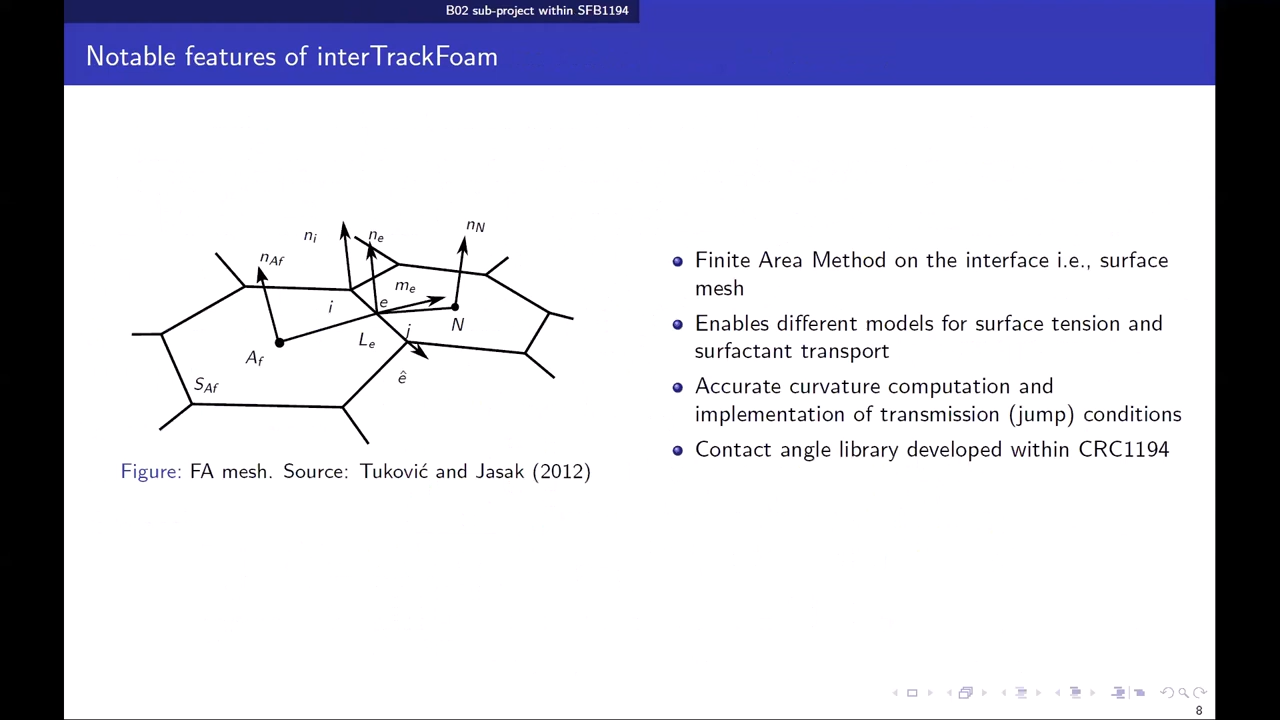 B02 sub-project within SFB1194
Notable features of interTrackFoam
n_i
n_e
n_N
n_Af
m_e
i
e
j
N
L_e
A_f
ê
S_Af
Figure: FA mesh. Source: Tuković and Jasak (2012)
Finite Area Method on the interface i.e., surface
mesh
Enables different models for surface tension and
surfactant transport
Accurate curvature computation and
implementation of transmission (jump) conditions
Contact angle library developed within CRC1194
8